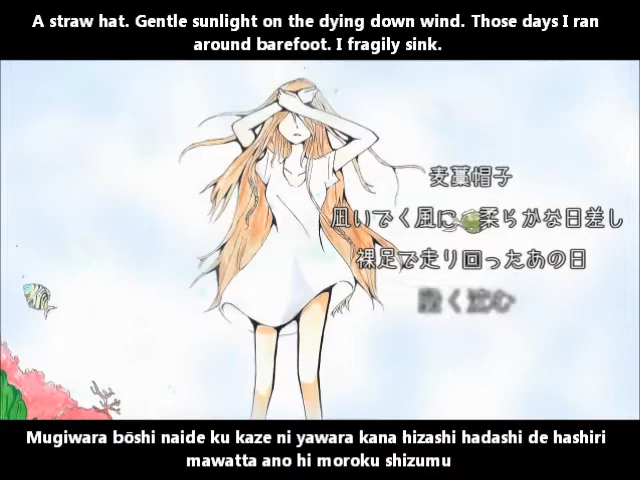 A straw hat. Gentle sunlight on the dying down wind. Those days I ran
around barefoot. I fragily sink.
麦藁帽子
凪いでく風に 柔らかな日差し
裸足で走り回ったあの日
脆く沈む
Mugiwara bōshi naide ku kaze ni yawara kana hizashi hadashi de hashiri
mawatta ano hi moroku shizumu